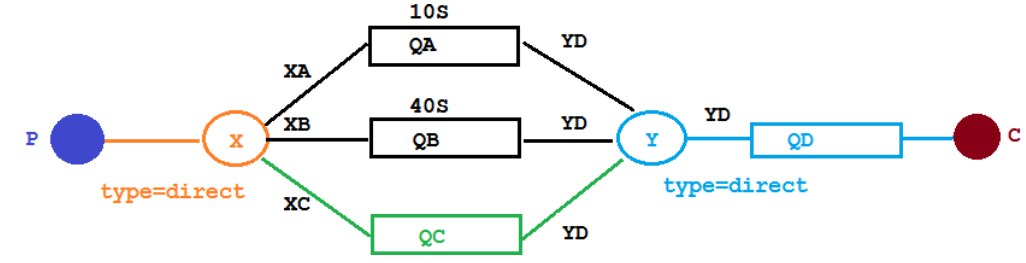 10S
QA
YD
XA
40S
XB
YD
YD
P
X
QB
Y
QD
C
type=direct
type=direct
XC
QC
YD